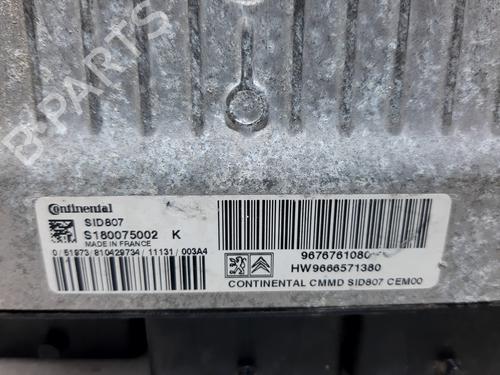 B-PARTS
Continental
SID807
S180075002 K
MADE IN FRANCE
0/51973/810429734/11131/003A4
9676761080
HW9666571380
CONTINENTAL CMMD SID807 CEM00